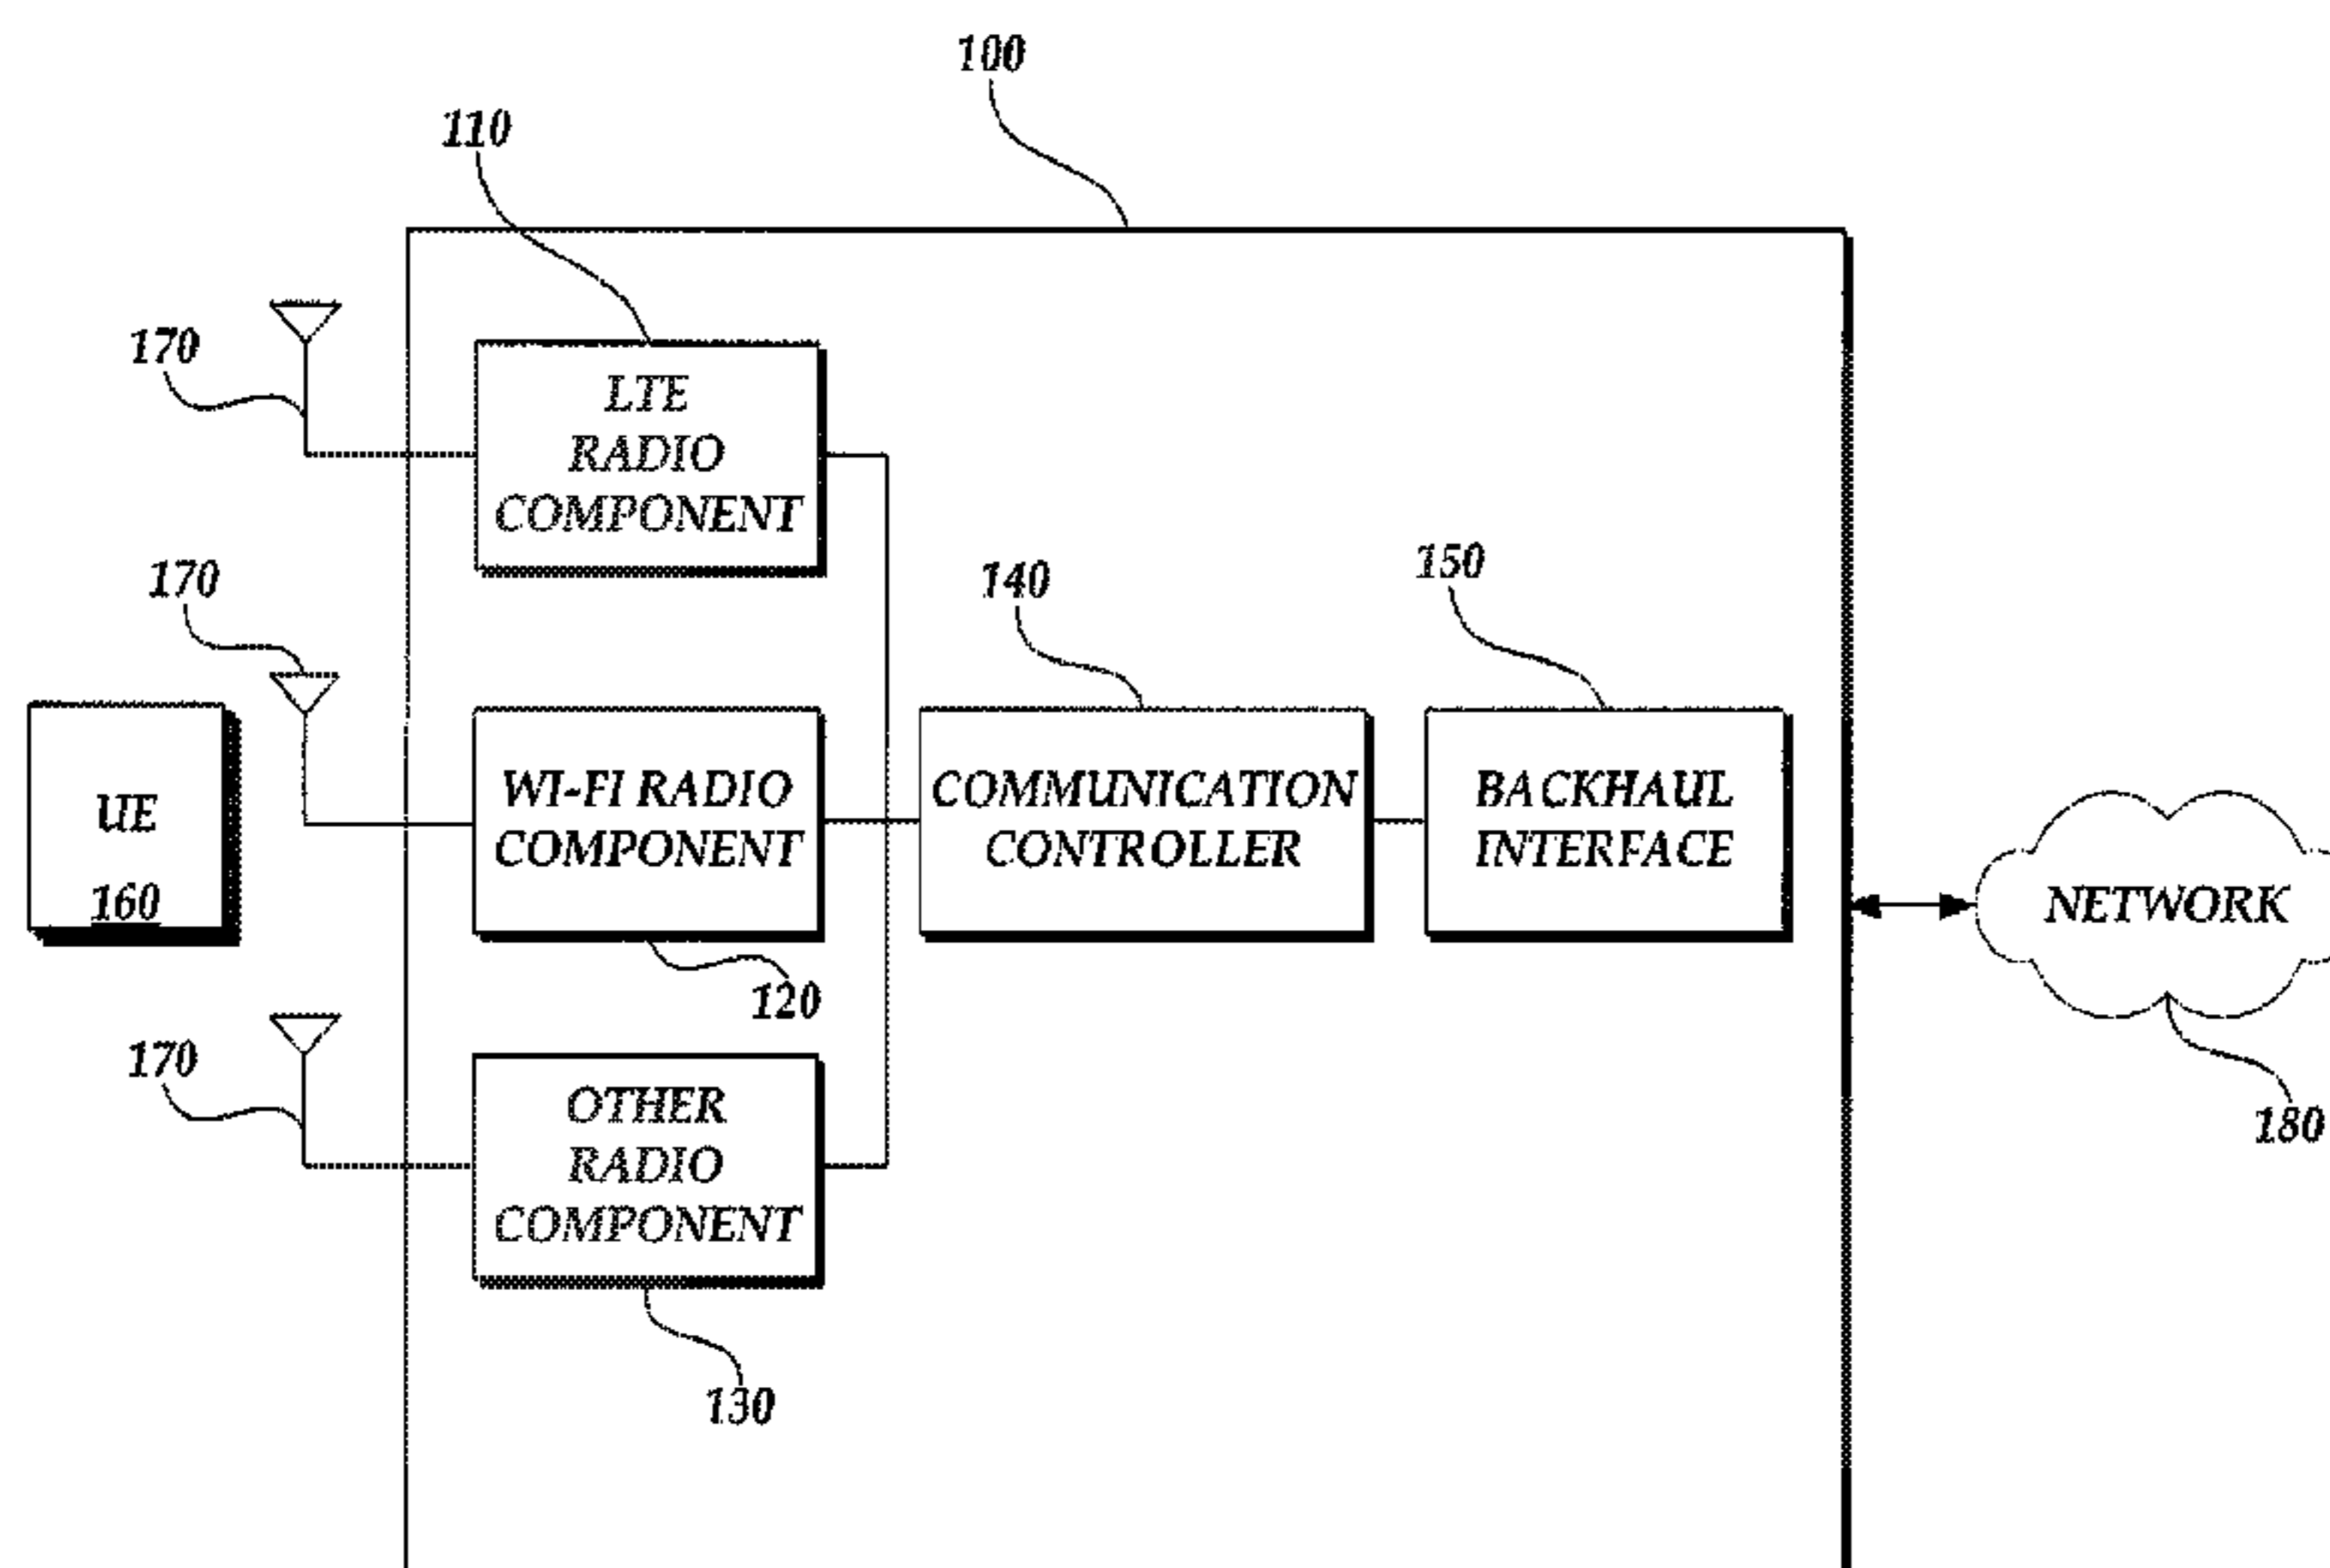 100
110
170
LTE
RADIO
COMPONENT
170
140
150
UE
160
WI-FI RADIO
COMPONENT
COMMUNICATION
CONTROLLER
BACKHAUL
INTERFACE
NETWORK
120
170
OTHER
RADIO
COMPONENT
180
130